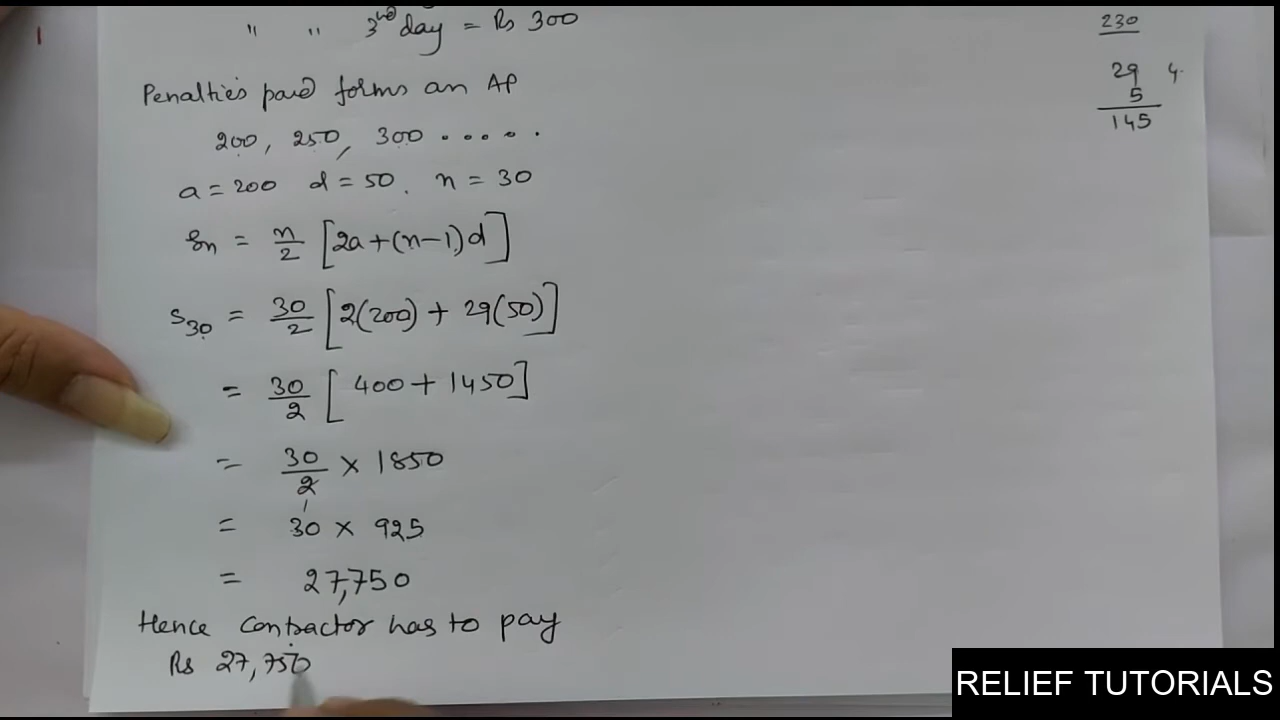 " " 3rd day = Rs 300
230
29 4
5
145
Penalties paid forms an AP
200, 250, 300 . . . . .
a = 200 d = 50. n = 30
Sn = n/2 [2a+(n-1)d]
S30 = 30/2 [2(200) + 29(50)]
= 30/2 [400 + 1450]
= 30/2 × 1850
1
= 30 × 925
= 27,750
Hence Contractor has to pay
Rs 27,750
RELIEF TUTORIALS